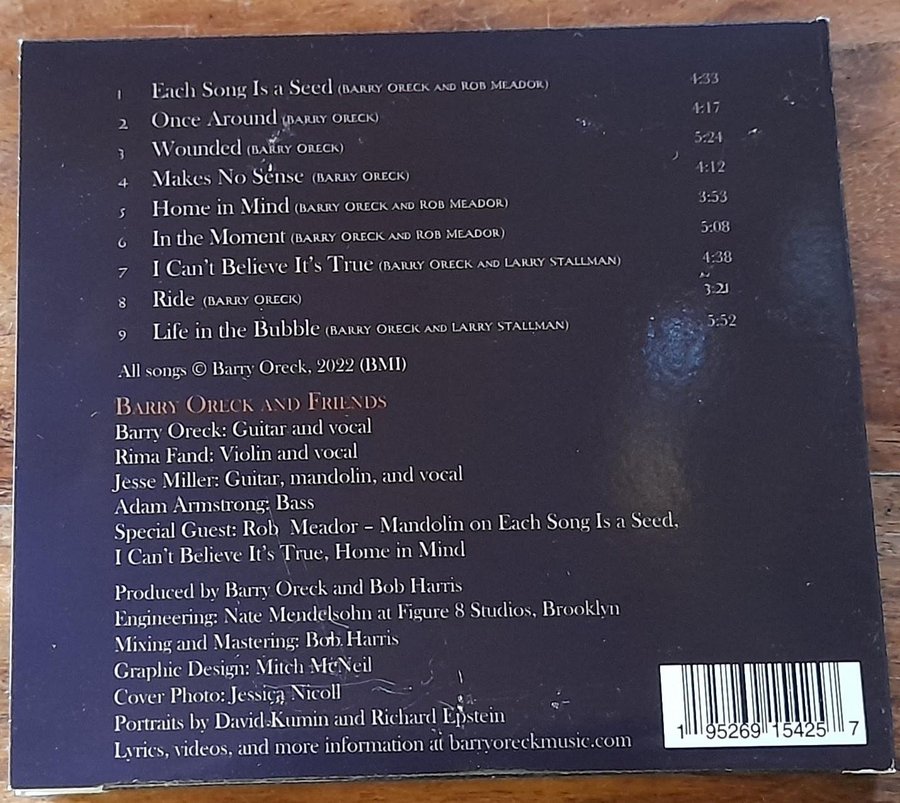 1 Each Song Is a Seed (Barry Oreck and Rob Meador) 4:33
2 Once Around (Barry Oreck) 4:17
3 Wounded (Barry Oreck) 5:24
4 Makes No Sense (Barry Oreck) 4:12
5 Home in Mind (Barry Oreck and Rob Meador) 3:53
6 In the Moment (Barry Oreck and Rob Meador) 5:08
7 I Can't Believe It's True (Barry Oreck and Larry Stallman) 4:38
8 Ride (Barry Oreck) 3:21
9 Life in the Bubble (Barry Oreck and Larry Stallman) 5:52
All songs © Barry Oreck, 2022 (BMI)
Barry Oreck and Friends
Barry Oreck: Guitar and vocal
Rima Fand: Violin and vocal
Jesse Miller: Guitar, mandolin, and vocal
Adam Armstrong: Bass
Special Guest: Rob Meador – Mandolin on Each Song Is a Seed,
I Can't Believe It's True, Home in Mind
Produced by Barry Oreck and Bob Harris
Engineering: Nate Mendelsohn at Figure 8 Studios, Brooklyn
Mixing and Mastering: Bob Harris
Graphic Design: Mitch McNeil
Cover Photo: Jessica Nicoll
Portraits by David Kumin and Richard Epstein
Lyrics, videos, and more information at barryoreckmusic.com
1 95269 15425 7